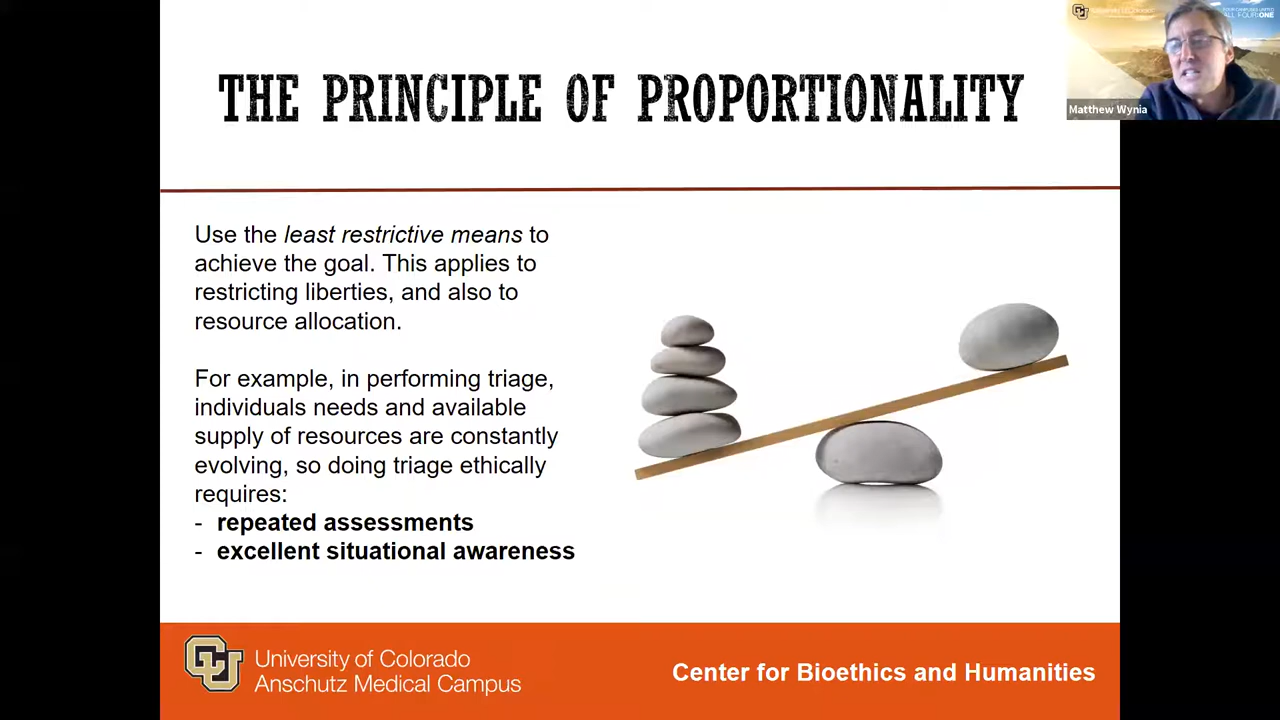 THE PRINCIPLE OF PROPORTIONALITY
Matthew Wynia
Use the least restrictive means to
achieve the goal. This applies to
restricting liberties, and also to
resource allocation.
For example, in performing triage,
individuals needs and available
supply of resources are constantly
evolving, so doing triage ethically
requires:
- repeated assessments
- excellent situational awareness
University of Colorado
Anschutz Medical Campus
Center for Bioethics and Humanities